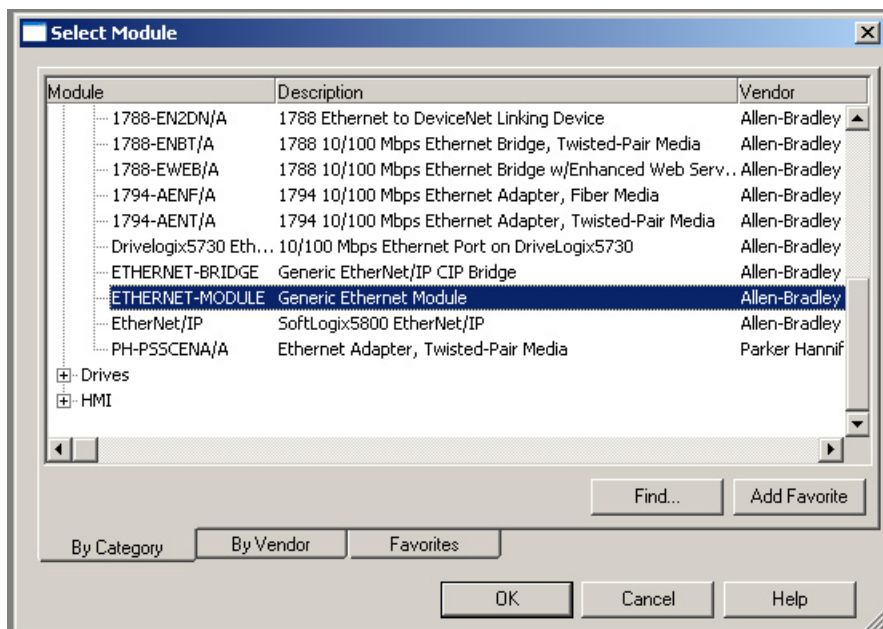 Select Module
Module Description Vendor
1788-EN2DN/A 1788 Ethernet to DeviceNet Linking Device Allen-Bradley
1788-ENBT/A 1788 10/100 Mbps Ethernet Bridge, Twisted-Pair Media Allen-Bradley
1788-EWEB/A 1788 10/100 Mbps Ethernet Bridge w/Enhanced Web Serv... Allen-Bradley
1794-AENF/A 1794 10/100 Mbps Ethernet Adapter, Fiber Media Allen-Bradley
1794-AENT/A 1794 10/100 Mbps Ethernet Adapter, Twisted-Pair Media Allen-Bradley
Drivelogix5730 Eth... 10/100 Mbps Ethernet Port on DriveLogix5730 Allen-Bradley
ETHERNET-BRIDGE Generic EtherNet/IP CIP Bridge Allen-Bradley
ETHERNET-MODULE Generic Ethernet Module Allen-Bradley
EtherNet/IP SoftLogix5800 EtherNet/IP Allen-Bradley
PH-PSSCENA/A Ethernet Adapter, Twisted-Pair Media Parker Hannif
Drives
HMI
Find... Add Favorite
By Category By Vendor Favorites
OK Cancel Help